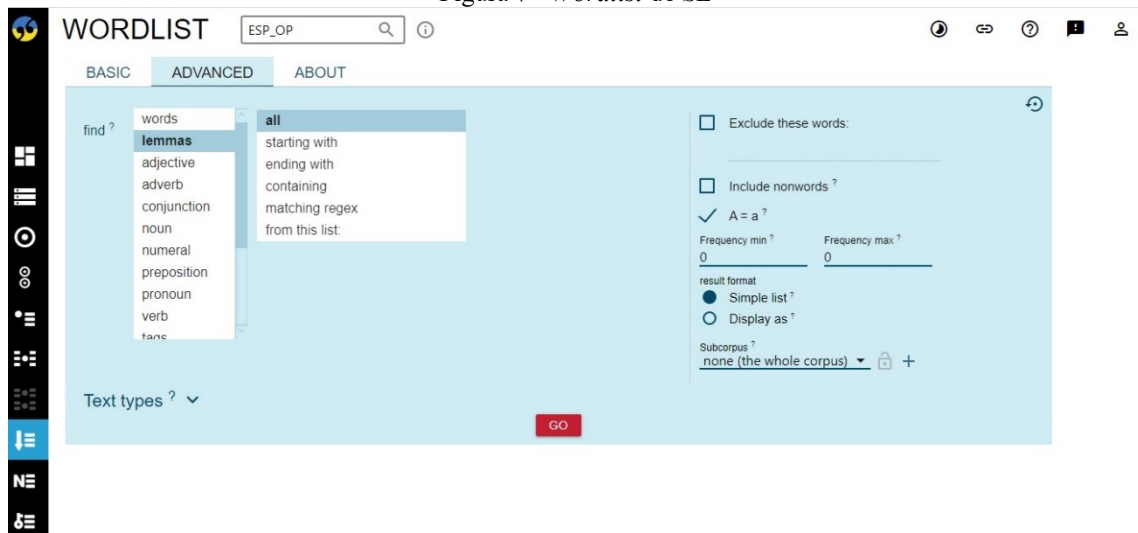 WORDLIST
ESP_OP
BASIC
ADVANCED
ABOUT
find ?
words
lemmas
adjective
adverb
conjunction
noun
numeral
preposition
pronoun
verb
all
starting with
ending with
containing
matching regex
from this list:
Exclude these words:
Include nonwords ?
A = a ?
Frequency min ?
Frequency max ?
0
0
result format
Simple list ?
Display as ?
Subcorpus ?
none (the whole corpus)
Text types ?
GO